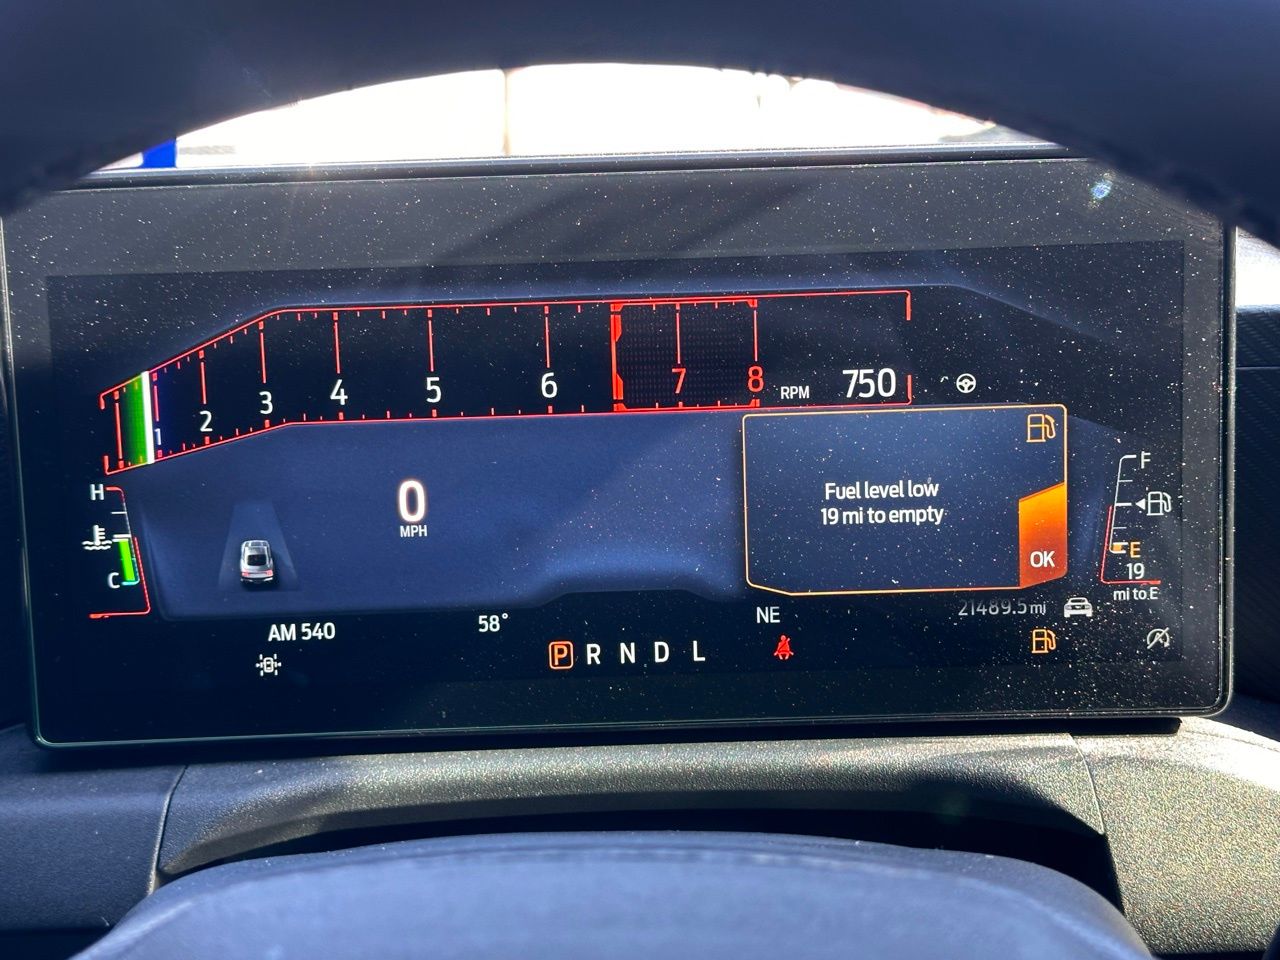 1 2 3 4 5 6 7 8 RPM 750
H
C
0
MPH
Fuel level low
19 mi to empty
OK
F
E
19
mi to E
AM 540
58°
NE
21489.5 mi
P R N D L